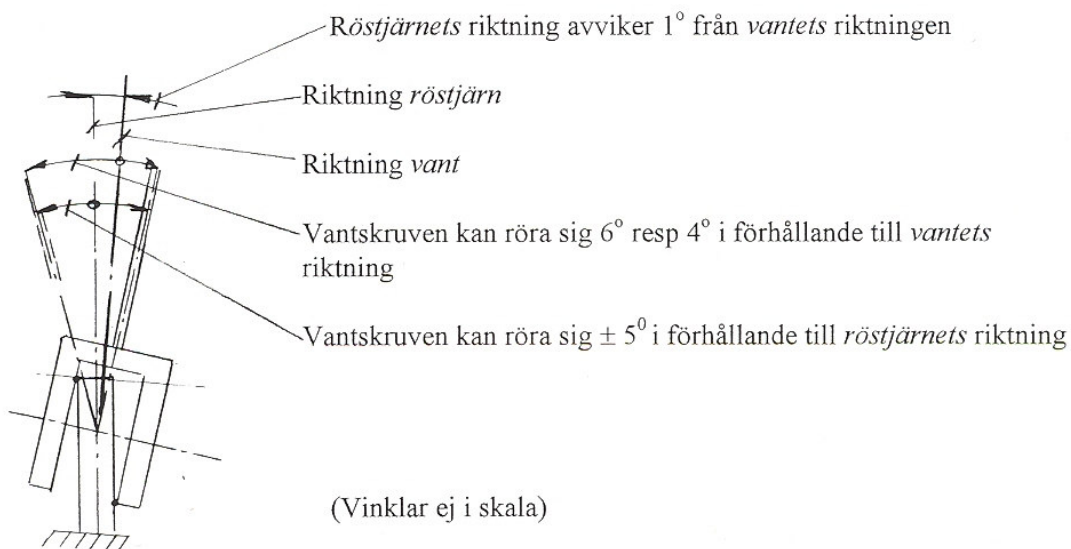 Röstjärnets riktning avviker 1° från vantets riktningen
Riktning röstjärn
Riktning vant
Vantskruven kan röra sig 6° resp 4° i förhållande till vantets
riktning
Vantskruven kan röra sig ± 5⁰ i förhållande till röstjärnets riktning
(Vinklar ej i skala)